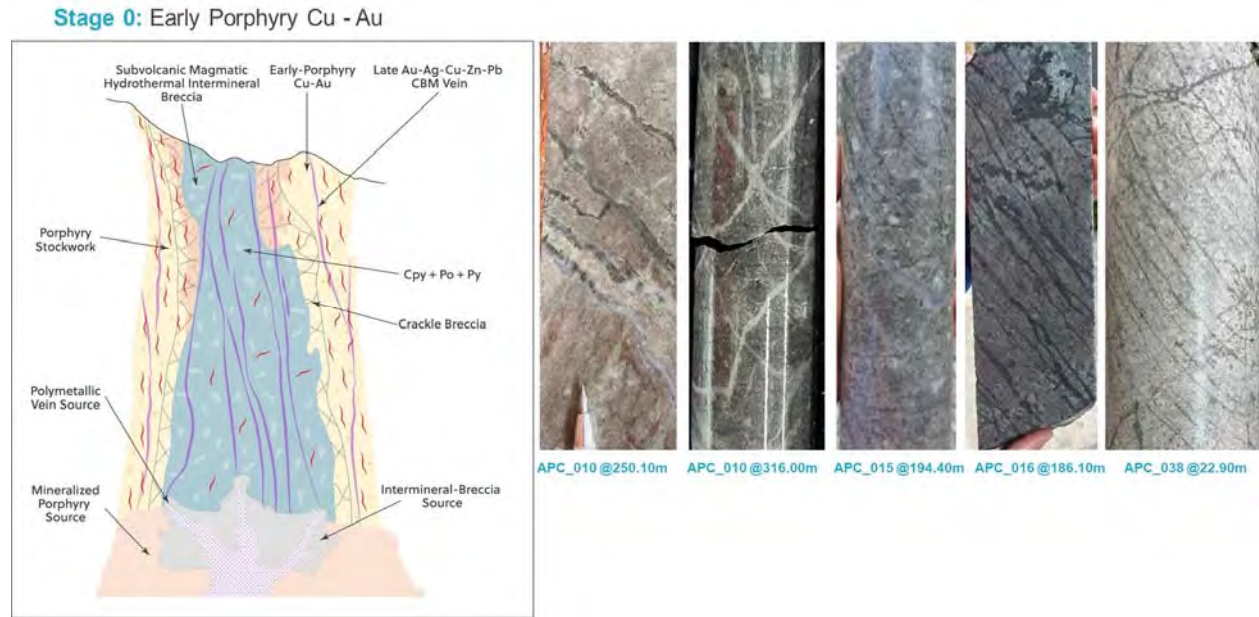 Stage 0: Early Porphyry Cu - Au
Subvolcanic Magmatic
Hydrothermal Intermineral
Breccia
Early-Porphyry
Cu-Au
Late Au-Ag-Cu-Zn-Pb
CBM Vein
Porphyry
Stockwork
Cpy + Po + Py
Crackle Breccia
Polymetallic
Vein Source
Mineralized
Porphyry
Source
Intermineral-Breccia
Source
APC_010 @250.10m
APC_010 @316.00m
APC_015 @194.40m
APC_016 @186.10m
APC_038 @22.90m